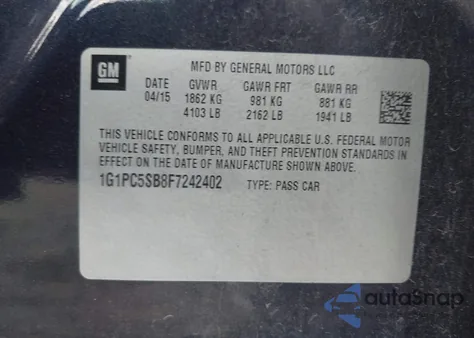 GM
MFD BY GENERAL MOTORS LLC
DATE GVWR GAWR FRT GAWR RR
04/15 1862 KG 981 KG 881 KG
4103 LB 2162 LB 1941 LB
THIS VEHICLE CONFORMS TO ALL APPLICABLE U.S. FEDERAL MOTOR
VEHICLE SAFETY, BUMPER, AND THEFT PREVENTION STANDARDS IN
EFFECT ON THE DATE OF MANUFACTURE SHOWN ABOVE.
1G1PC5SB8F7242402 TYPE: PASS CAR
autoSnap